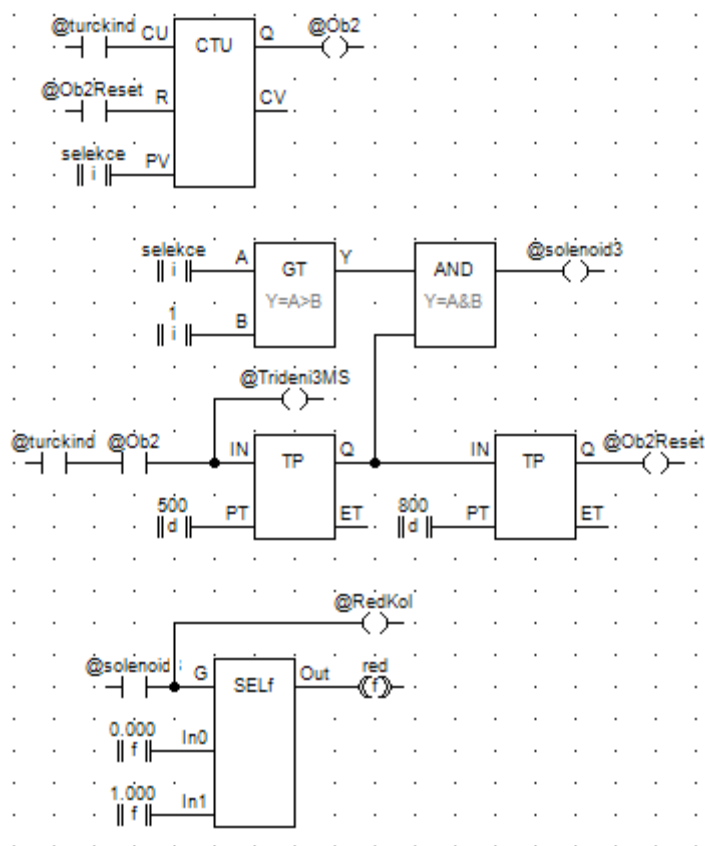 @turckind CU CTU Q @Ob2
@Ob2Reset R CV
selekce i PV
selekce i A GT Y AND @solenoid3
Y=A>B Y=A&B
1 i B
@Trideni3MS
@turckind @Ob2 IN TP Q IN TP Q @Ob2Reset
500 d PT ET 800 d PT ET
@RedKol
@solenoid G SELf Out red f
0.000 f In0
1.000 f In1